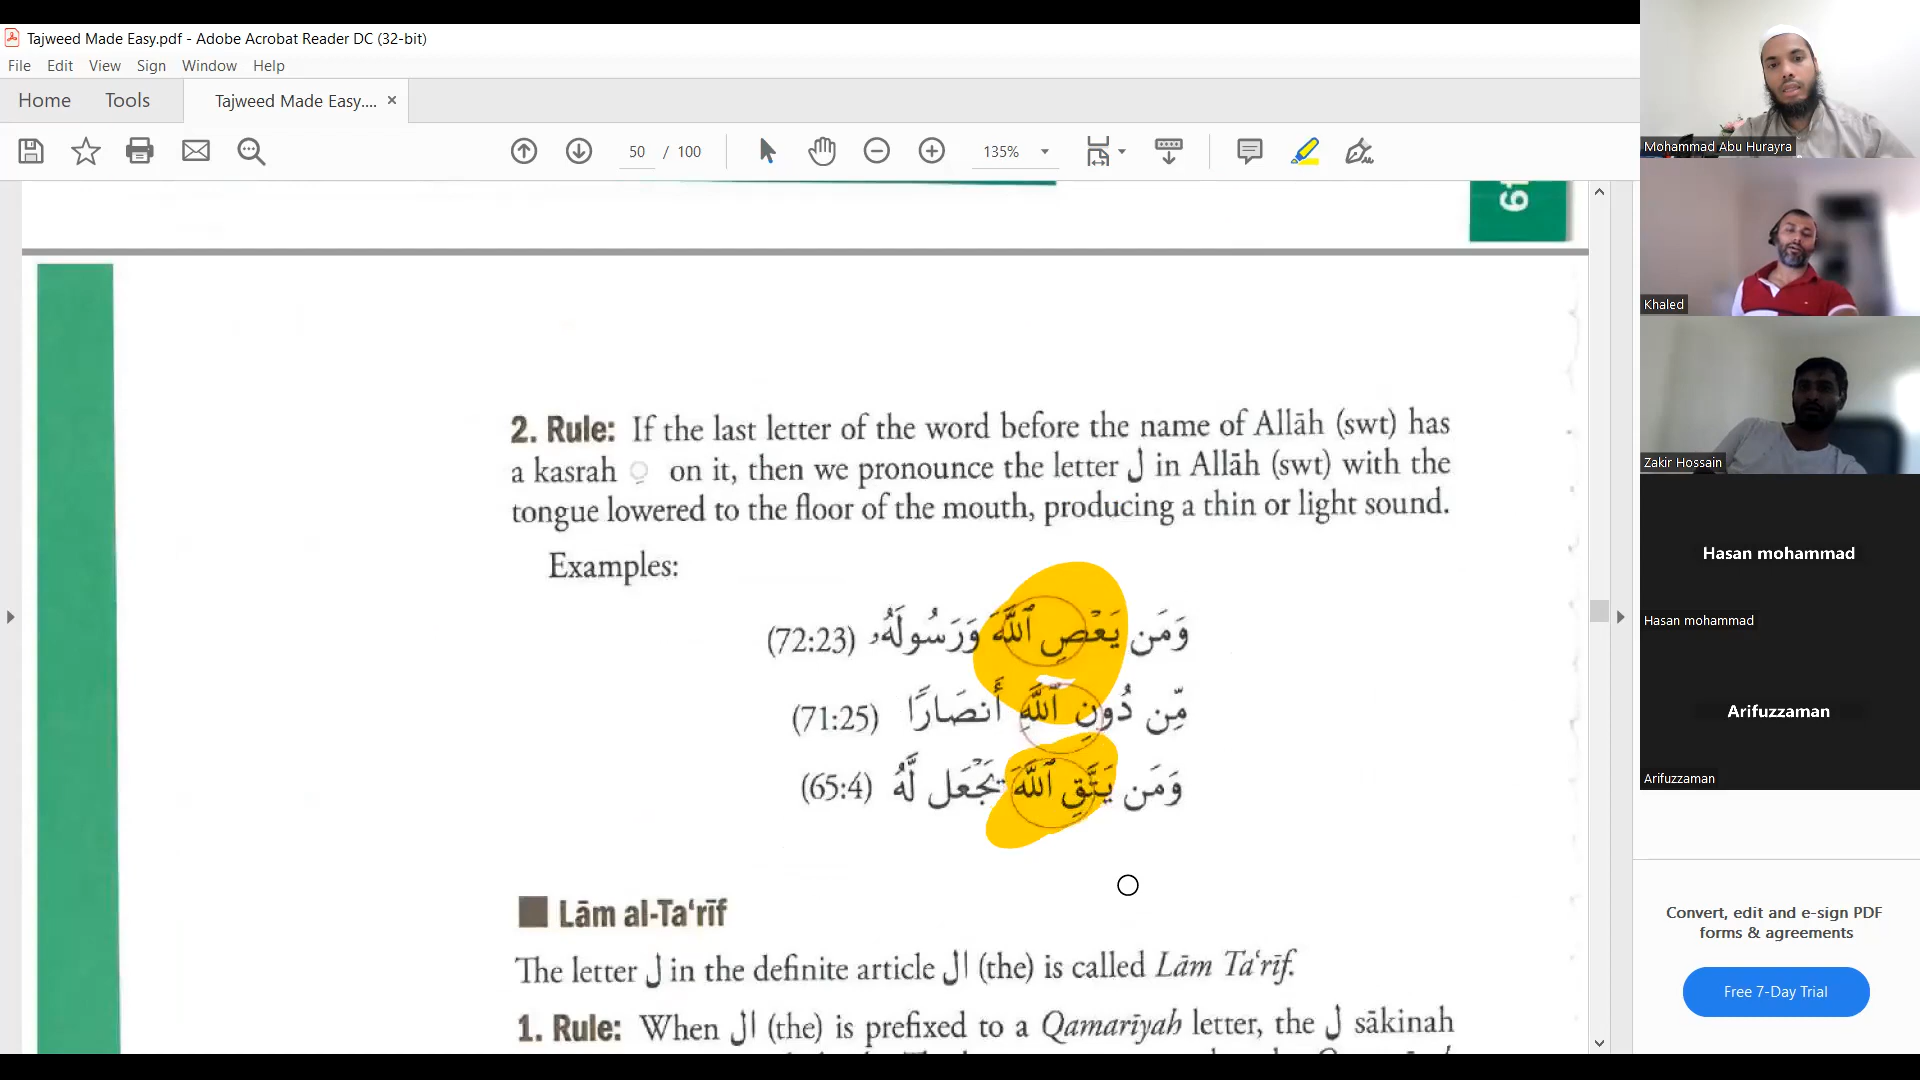 Tajweed Made Easy.pdf - Adobe Acrobat Reader DC (32-bit)
File Edit View Sign Window Help
Home Tools Tajweed Made Easy.... ×
50 / 100 135%
2. Rule: If the last letter of the word before the name of Allāh (swt) has
a kasrah ِ on it, then we pronounce the letter ل in Allāh (swt) with the
tongue lowered to the floor of the mouth, producing a thin or light sound.
Examples:
وَمَن يَعْصِ ٱللَّهَ وَرَسُولَهُۥ (72:23)
مِّن دُونِ ٱللَّهِ أَنصَارًا (71:25)
وَمَن يَتَّقِ ٱللَّهَ يَجْعَل لَّهُ (65:4)
Lām al-Ta‘rīf
The letter ل in the definite article ال (the) is called Lām Ta‘rīf.
1. Rule: When ال (the) is prefixed to a Qamarīyah letter, the ل sākinah
Mohammad Abu Hurayra
Khaled
Zakir Hossain
Hasan mohammad
Hasan mohammad
Arifuzzaman
Arifuzzaman
Convert, edit and e-sign PDF
forms & agreements
Free 7-Day Trial